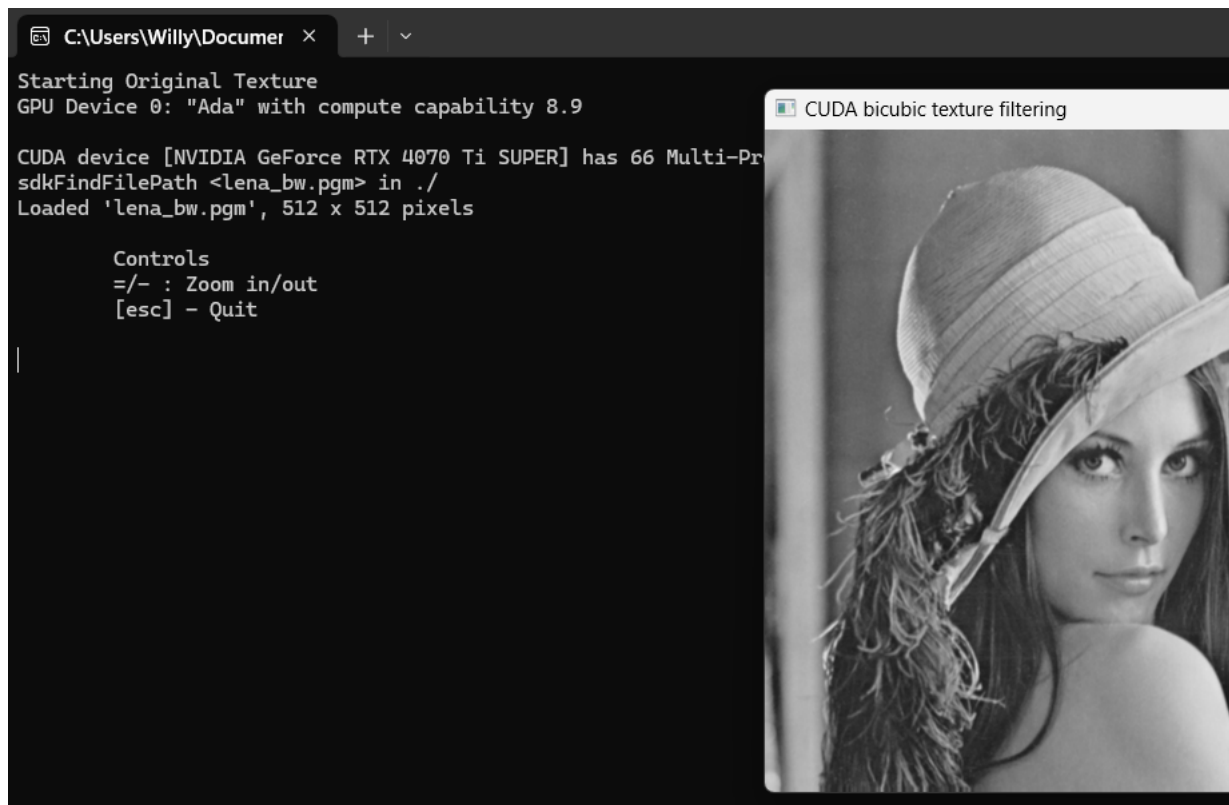 C:\Users\Willy\Documer
Starting Original Texture
GPU Device 0: "Ada" with compute capability 8.9
CUDA device [NVIDIA GeForce RTX 4070 Ti SUPER] has 66 Multi-Pr
sdkFindFilePath <lena_bw.pgm> in ./
Loaded 'lena_bw.pgm', 512 x 512 pixels
Controls
=/- : Zoom in/out
[esc] - Quit
CUDA bicubic texture filtering